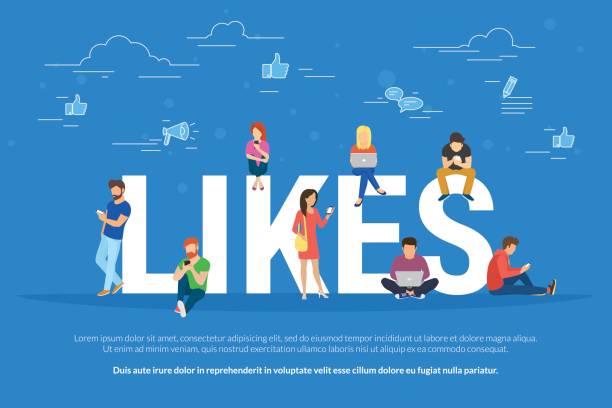 LIKES
Lorem ipsum dolor sit amet, consectetur adipiscing elit, sed do eiusmod tempor incididunt ut labore et dolore magna aliqua.
Ut enim ad minim veniam, quis nostrud exercitation ullamco laboris nisi ut aliquip ex ea commodo consequat.
Duis aute irure dolor in reprehenderit in voluptate velit esse cillum dolore eu fugiat nulla pariatur.